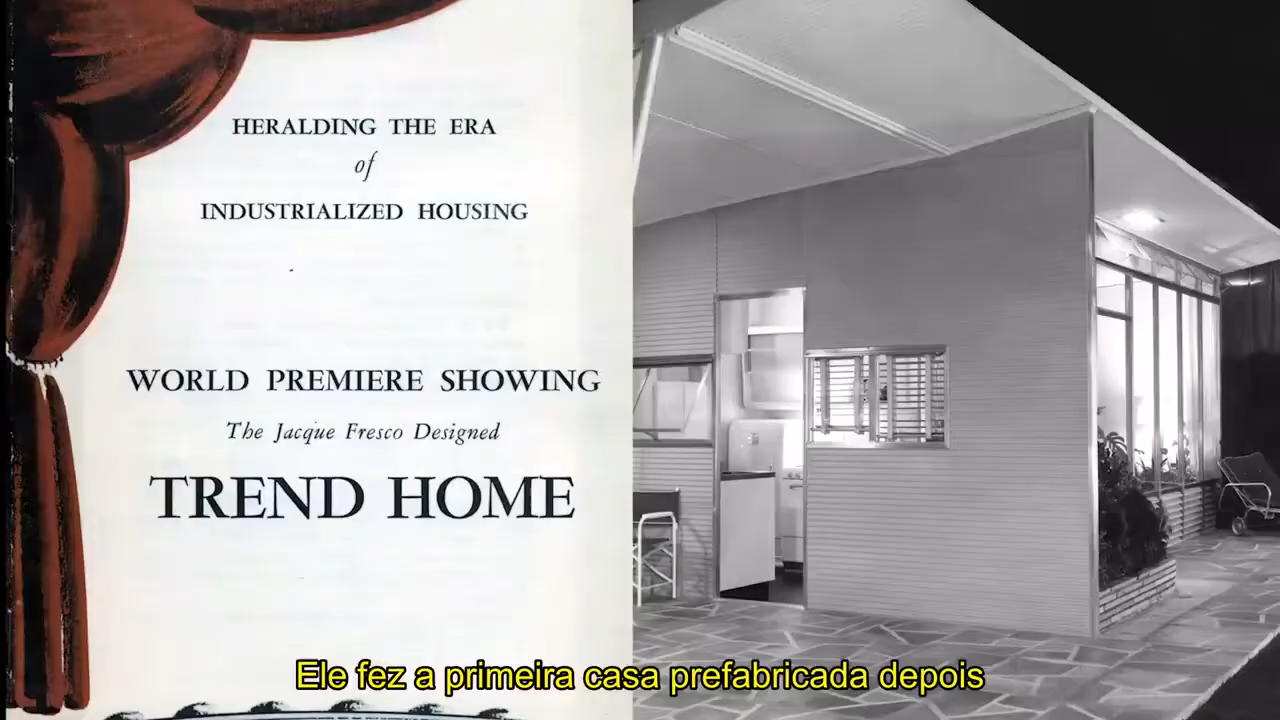 HERALDING THE ERA
of
INDUSTRIALIZED HOUSING
WORLD PREMIERE SHOWING
The Jacque Fresco Designed
TREND HOME
Ele fez a primeira casa prefabricada depois